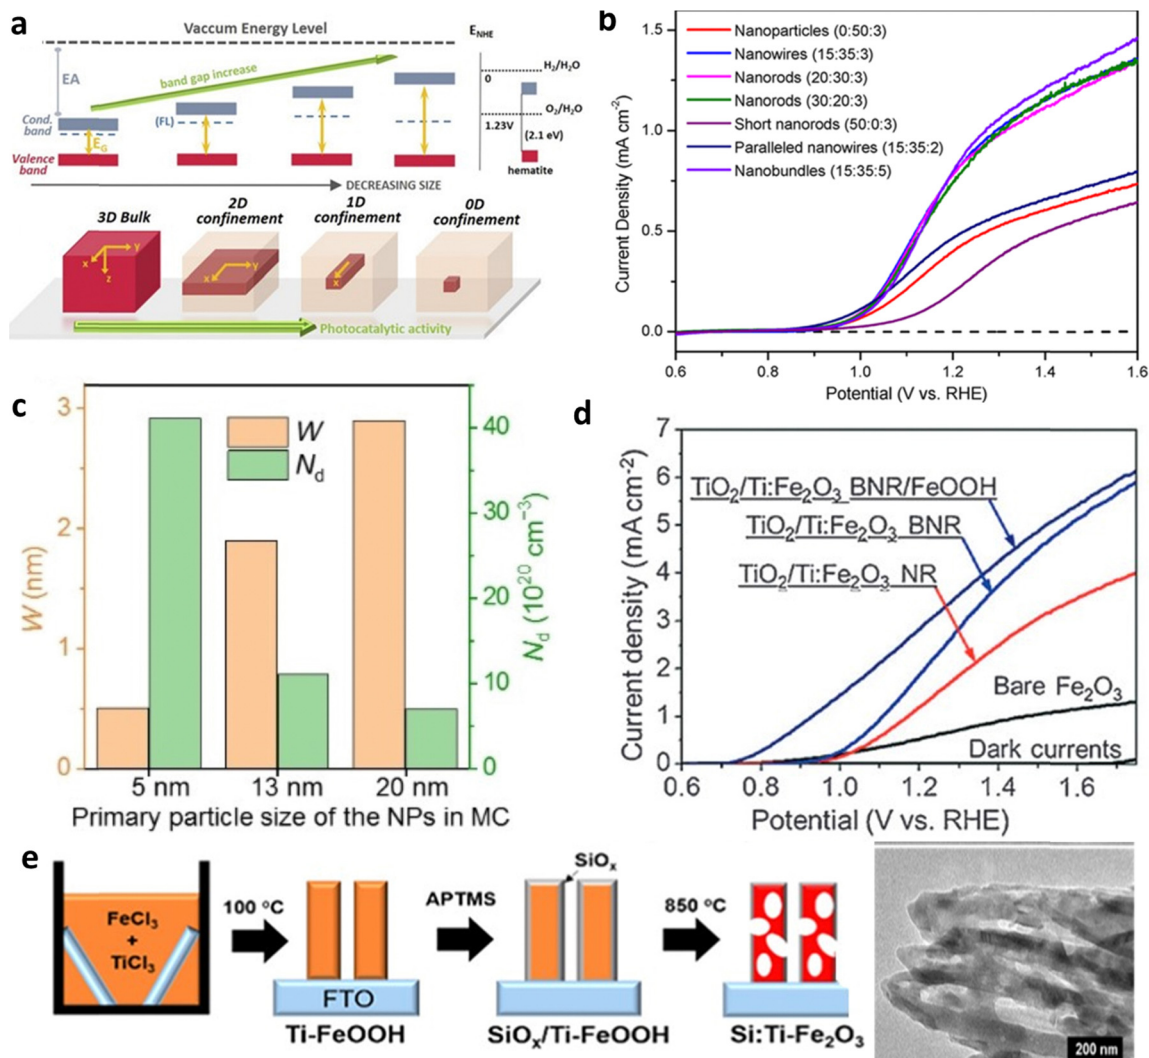 a
Vaccum Energy Level
E_NHE
EA
band gap increase
H₂/H₂O
0
Cond.
band
(FL)
O₂/H₂O
E_G
1.23V
(2.1 eV)
Valence
band
hematite
DECREASING SIZE
3D Bulk
2D
confinement
1D
confinement
0D
confinement
x
y
z
x
y
x
Photocatalytic activity
b
Nanoparticles (0:50:3)
Nanowires (15:35:3)
Nanorods (20:30:3)
Nanorods (30:20:3)
Short nanorods (50:0:3)
Paralleled nanowires (15:35:2)
Nanobundles (15:35:5)
Current Density (mA cm⁻²)
1.5
1.0
0.5
0.0
0.6 0.8 1.0 1.2 1.4 1.6
Potential (V vs. RHE)
c
W (nm)
3
2
1
0
W
N_d
40
30
20
10
0
N_d (10²⁰ cm⁻³)
5 nm 13 nm 20 nm
Primary particle size of the NPs in MC
d
Current density (mA cm⁻²)
7
6
5
4
3
2
1
0
TiO₂/Ti:Fe₂O₃ BNR/FeOOH
TiO₂/Ti:Fe₂O₃ BNR
TiO₂/Ti:Fe₂O₃ NR
Bare Fe₂O₃
Dark currents
0.6 0.8 1.0 1.2 1.4 1.6
Potential (V vs. RHE)
e
FeCl₃
+
TiCl₃
100 °C
FTO
Ti-FeOOH
APTMS
SiOₓ
SiOₓ/Ti-FeOOH
850 °C
Si:Ti-Fe₂O₃
200 nm